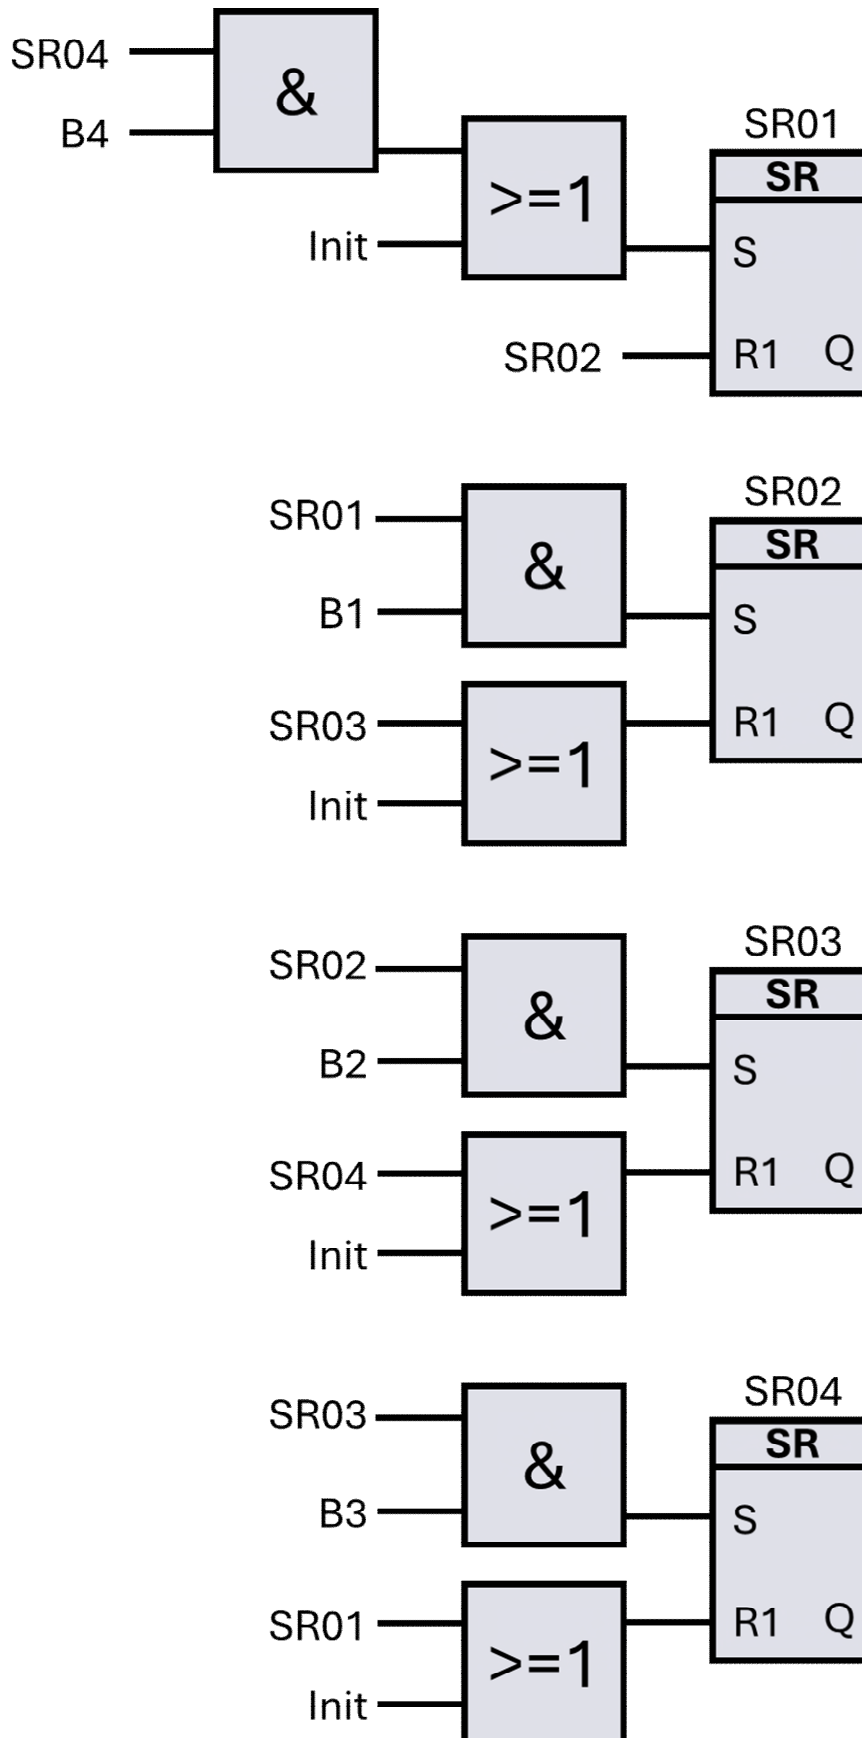 SR04
&
B4
SR01
SR
>=1
Init
S
SR02
R1 Q
SR02
SR01
SR
&
B1
S
SR03
R1 Q
>=1
Init
SR03
SR02
SR
&
B2
S
SR04
R1 Q
>=1
Init
SR04
SR03
SR
&
B3
S
SR01
R1 Q
>=1
Init